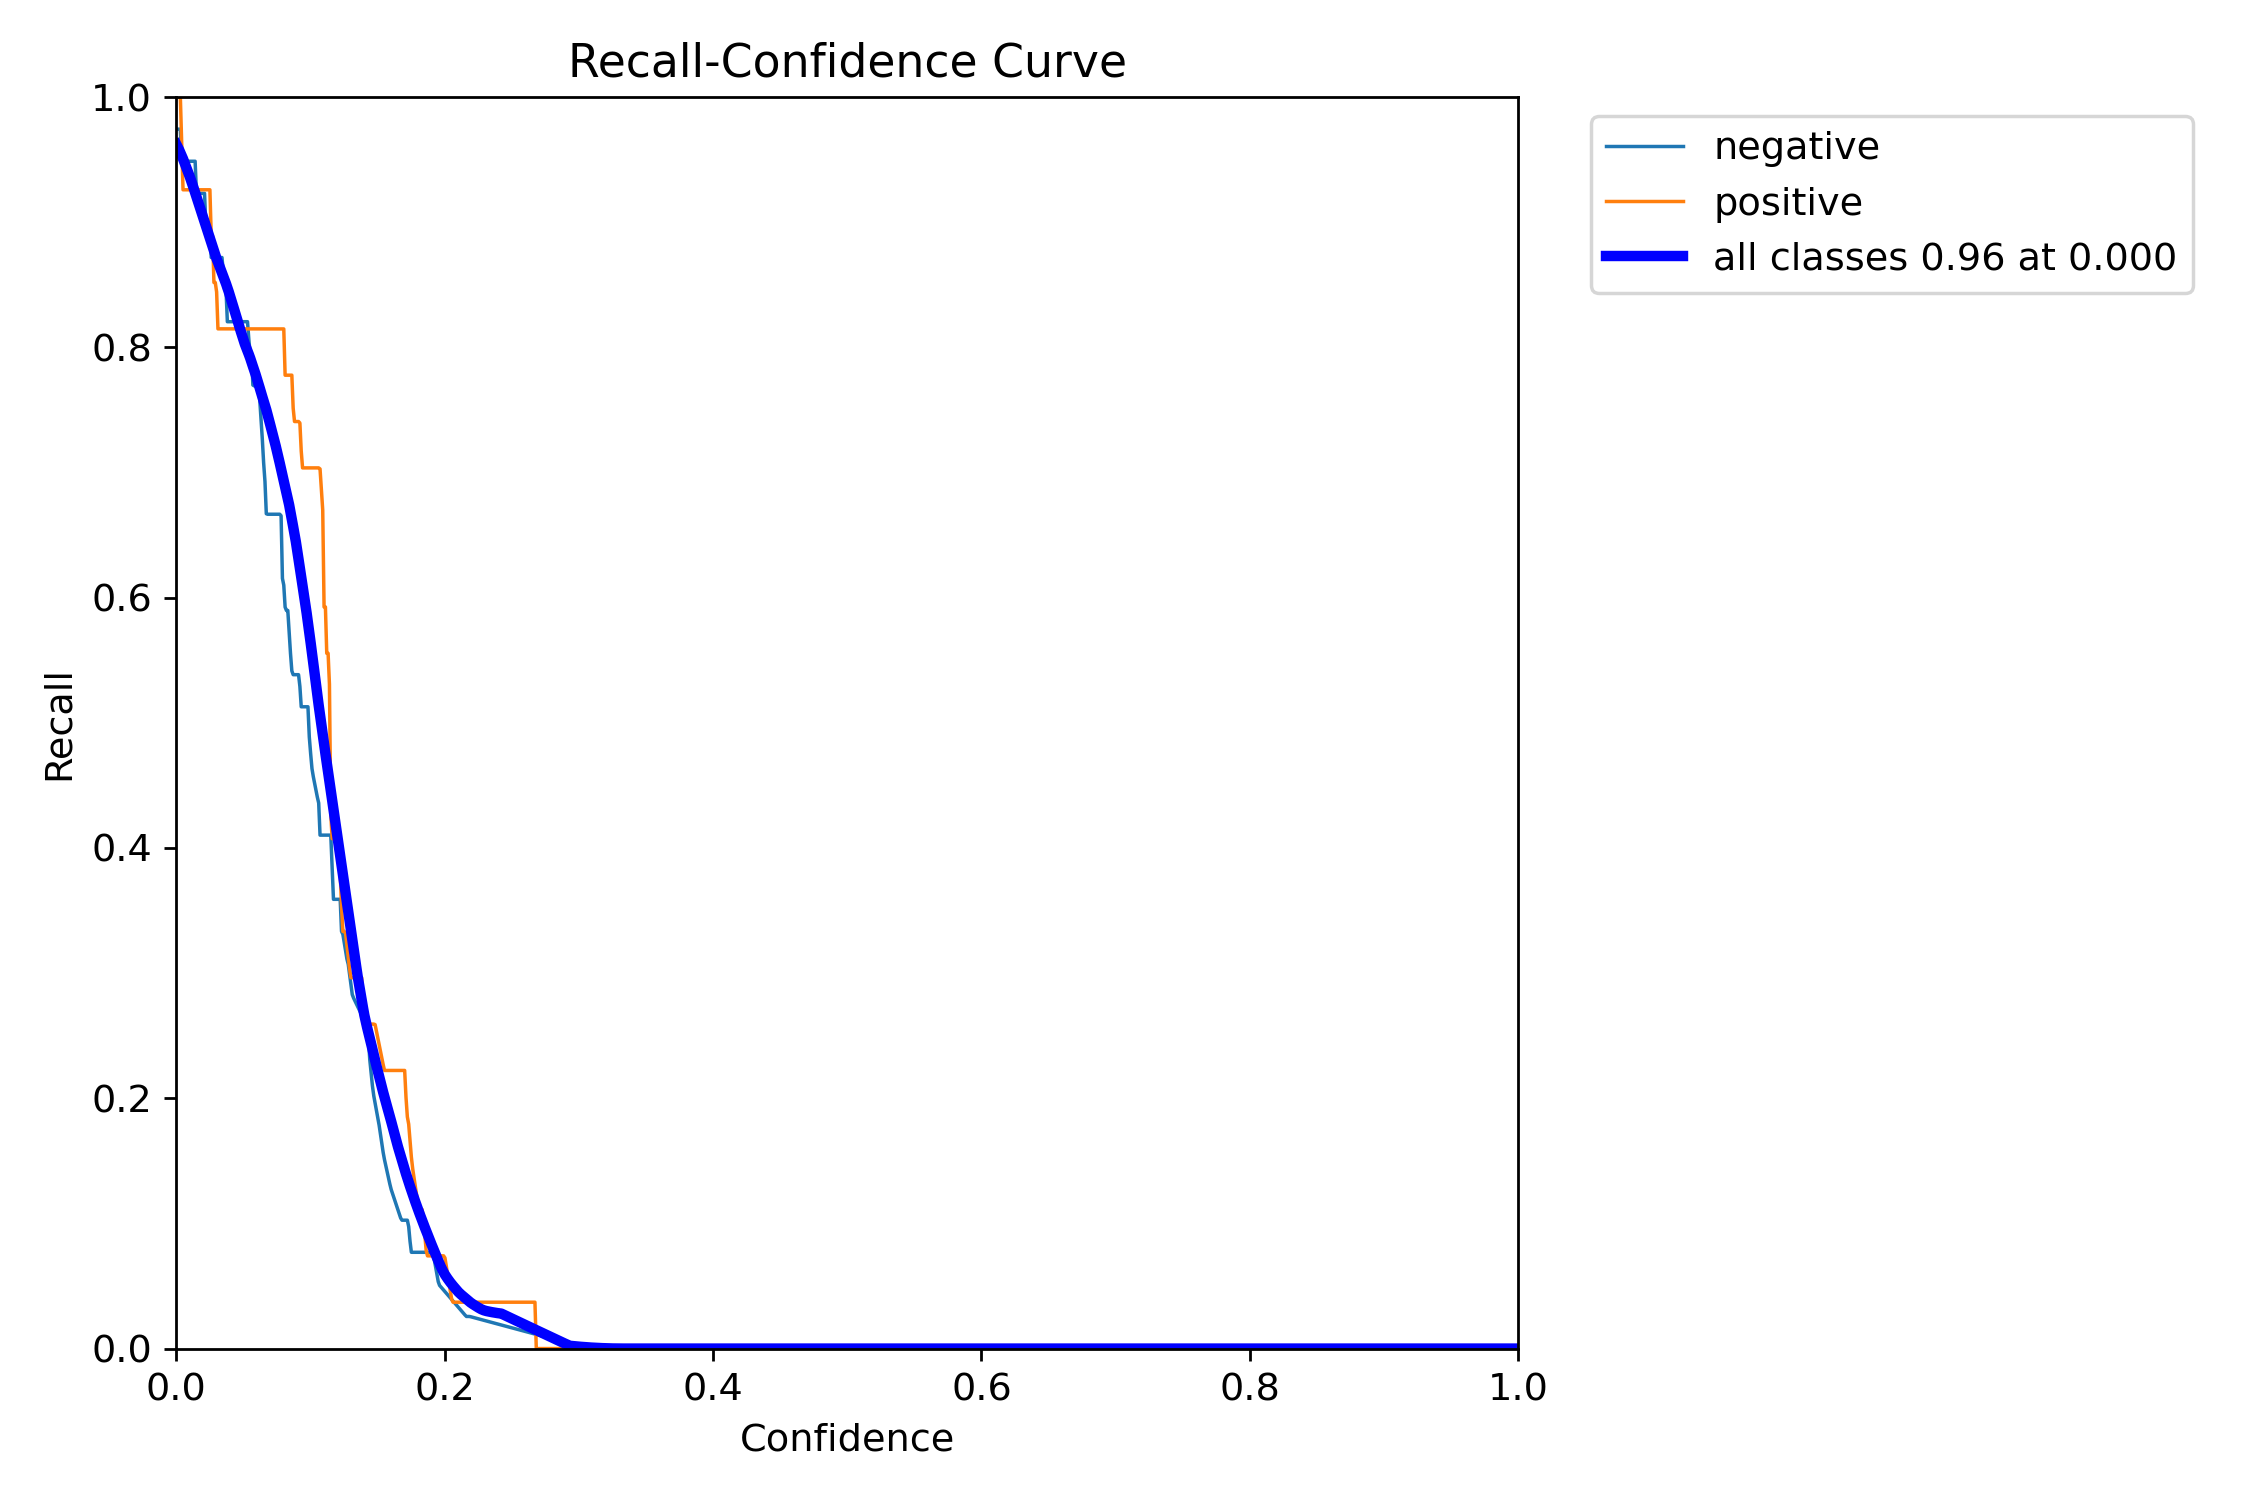 Recall-Confidence Curve
1.0
0.8
0.6
0.4
0.2
0.0
Recall
0.0 0.2 0.4 0.6 0.8 1.0
Confidence
negative
positive
all classes 0.96 at 0.000